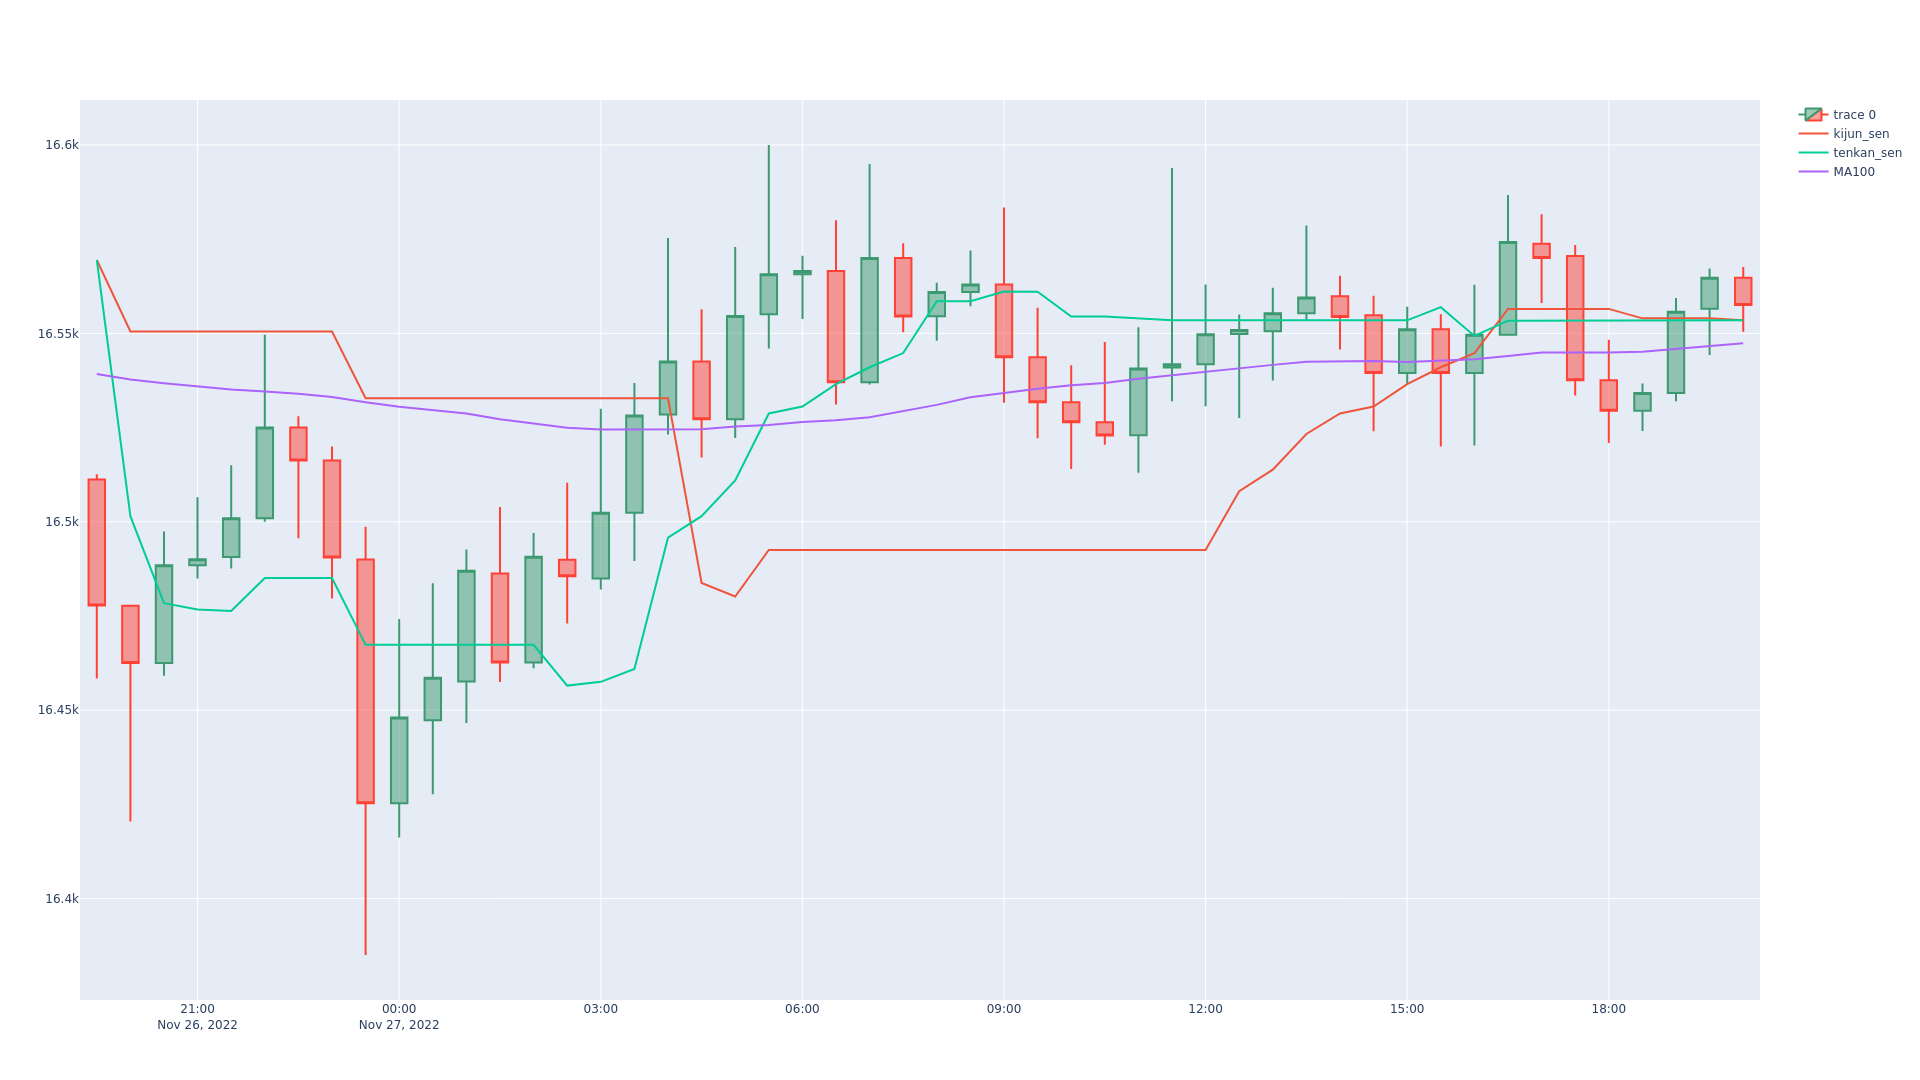 trace 0
kijun_sen
tenkan_sen
MA100
16.6k
16.55k
16.5k
16.45k
16.4k
21:00
Nov 26, 2022
00:00
Nov 27, 2022
03:00
06:00
09:00
12:00
15:00
18:00